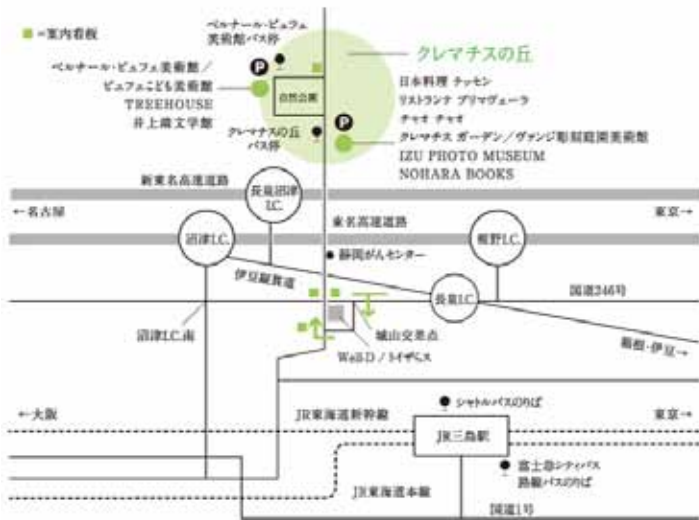 =案内看板
ベルナール・ビュフェ
美術館バス停
ベルナール・ビュフェ美術館/
ビュフェこども美術館
TREEHOUSE
井上靖文学館
P
自然公園
クレマチスの丘
バス停
P
クレマチスの丘
日本料理 テッセン
リストランテ プリマヴェーラ
チャオ チャオ
クレマチス ガーデン/ヴァンジ彫刻庭園美術館
IZU PHOTO MUSEUM
NOHARA BOOKS
新東名高速道路
長泉沼津
I.C.
←名古屋
東名高速道路
東京→
沼津I.C.
裾野I.C.
静岡がんセンター
伊豆縦貫道
長泉I.C.
国道246号
沼津I.C.南
城山交差点
Well-D / トイザらス
箱根・伊豆→
←大阪
JR東海道新幹線
シャトルバスのりば
東京→
JR三島駅
富士急シティバス
路線バスのりば
JR東海道本線
国道1号